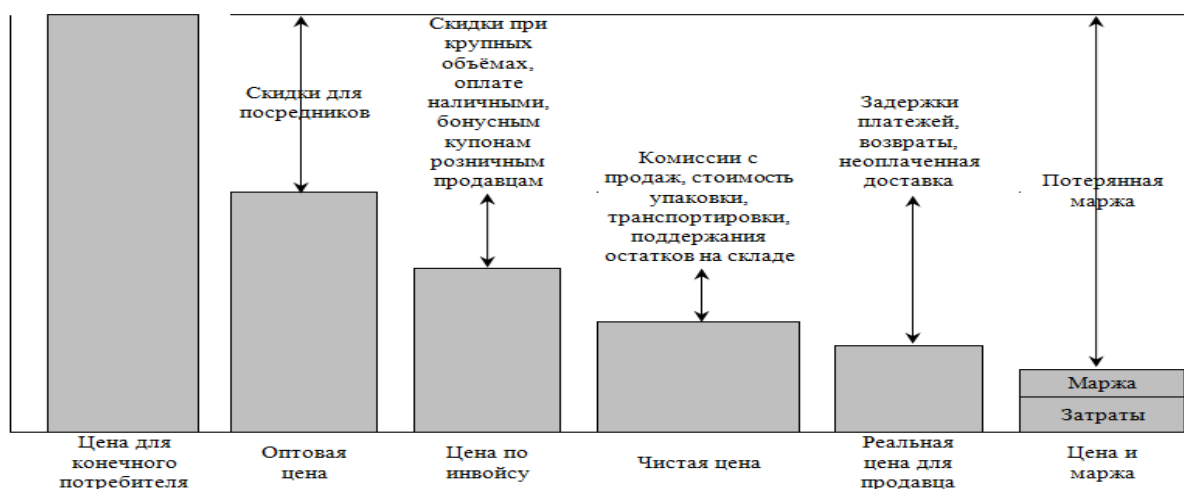 Скидки при
крупных
объёмах,
оплате
наличными,
бонусным
купонам
розничным
продавцам
Скидки для
посредников
Задержки
платежей,
возвраты,
неоплаченная
доставка
Комиссии с
продаж, стоимость
упаковки,
транспортировки,
поддержания
остатков на складе
Потерянная
маржа
Маржа
Затраты
Цена для
конечного
потребителя
Оптовая
цена
Цена по
инвойсу
Чистая цена
Реальная
цена для
продавца
Цена и
маржа